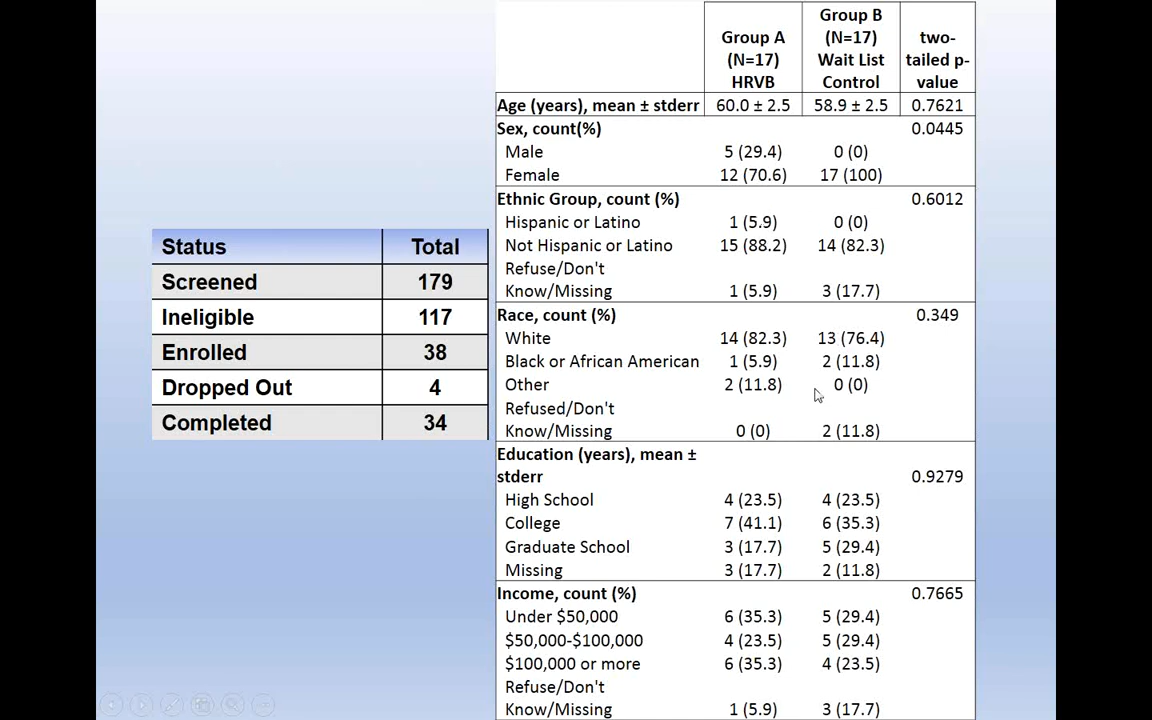 Status Total
Screened 179
Ineligible 117
Enrolled 38
Dropped Out 4
Completed 34
Group A
(N=17)
HRVB
Group B
(N=17)
Wait List
Control
two-
tailed p-
value
Age (years), mean ± stderr 60.0 ± 2.5 58.9 ± 2.5 0.7621
Sex, count(%) 0.0445
Male 5 (29.4) 0 (0)
Female 12 (70.6) 17 (100)
Ethnic Group, count (%) 0.6012
Hispanic or Latino 1 (5.9) 0 (0)
Not Hispanic or Latino 15 (88.2) 14 (82.3)
Refuse/Don't
Know/Missing 1 (5.9) 3 (17.7)
Race, count (%) 0.349
White 14 (82.3) 13 (76.4)
Black or African American 1 (5.9) 2 (11.8)
Other 2 (11.8) 0 (0)
Refused/Don't
Know/Missing 0 (0) 2 (11.8)
Education (years), mean ±
stderr 0.9279
High School 4 (23.5) 4 (23.5)
College 7 (41.1) 6 (35.3)
Graduate School 3 (17.7) 5 (29.4)
Missing 3 (17.7) 2 (11.8)
Income, count (%) 0.7665
Under $50,000 6 (35.3) 5 (29.4)
$50,000-$100,000 4 (23.5) 5 (29.4)
$100,000 or more 6 (35.3) 4 (23.5)
Refuse/Don't
Know/Missing 1 (5.9) 3 (17.7)